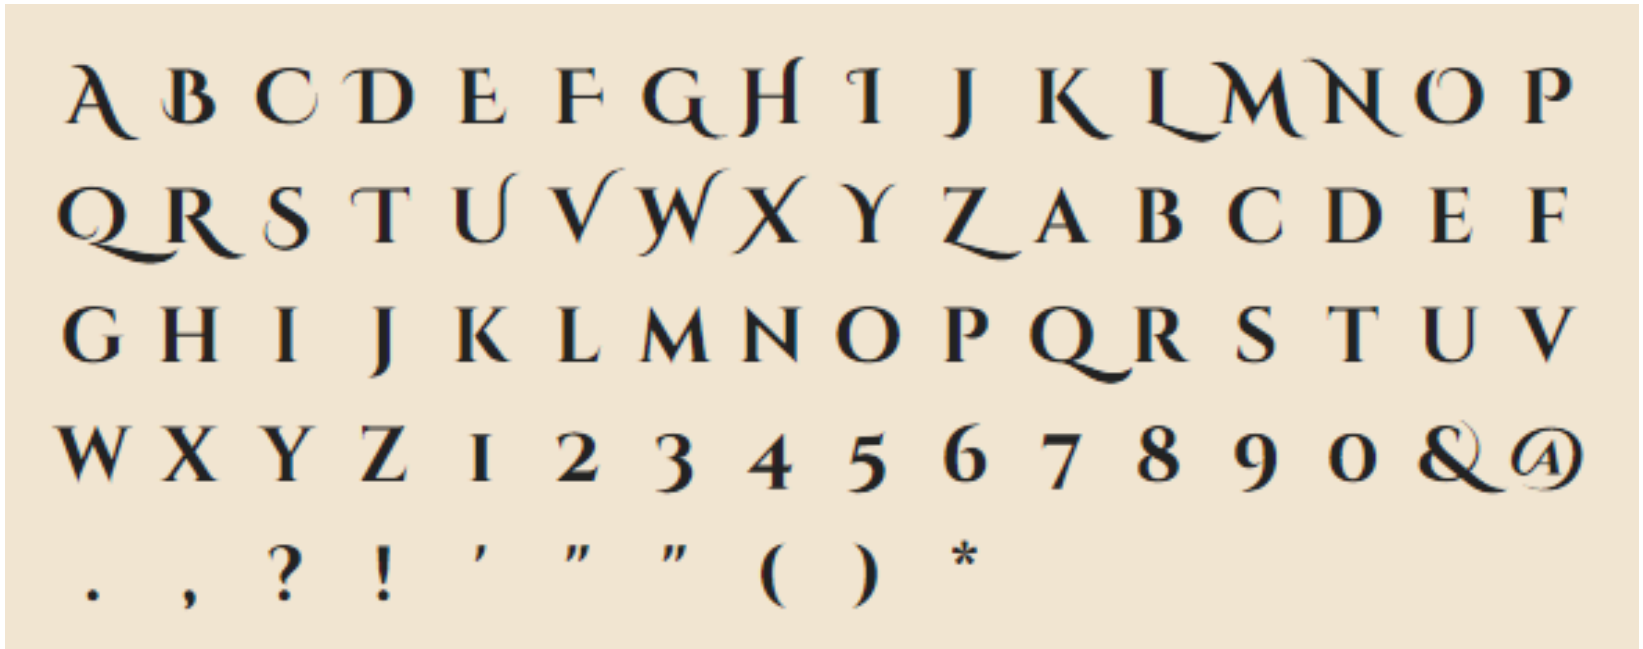 A B C D E F G H I J K L M N O P
Q R S T U V W X Y Z A B C D E F
G H I J K L M N O P Q R S T U V
W X Y Z 1 2 3 4 5 6 7 8 9 0 & @
. , ? ! ' " " ( ) *